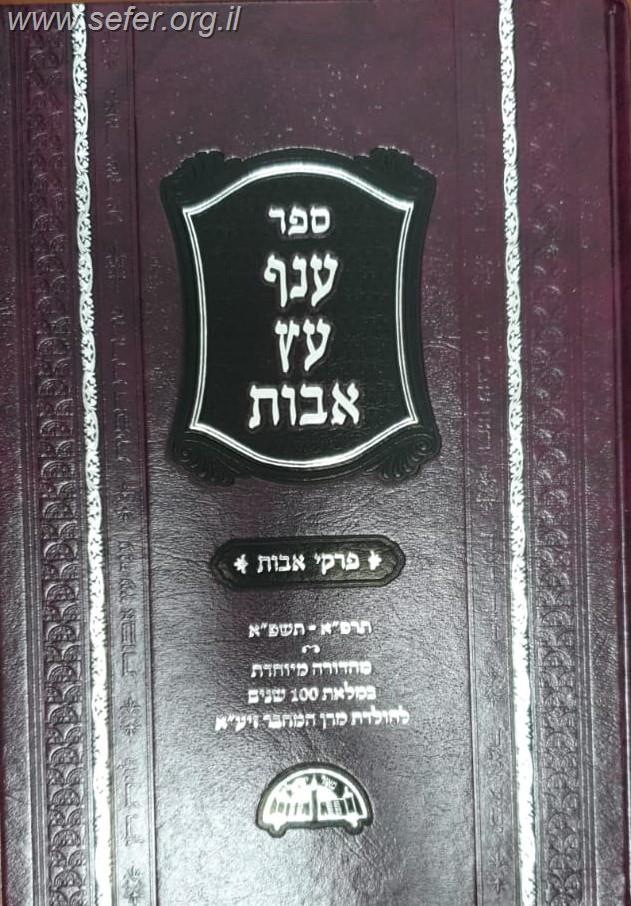 www.sefer.org.il
ספר
ענף
עץ
אבות
פרקי אבות
תרפ"א - תשפ"א
מהדורה מיוחדת
במלאת 100 שנים
להולדת מרן המחבר זיע"א